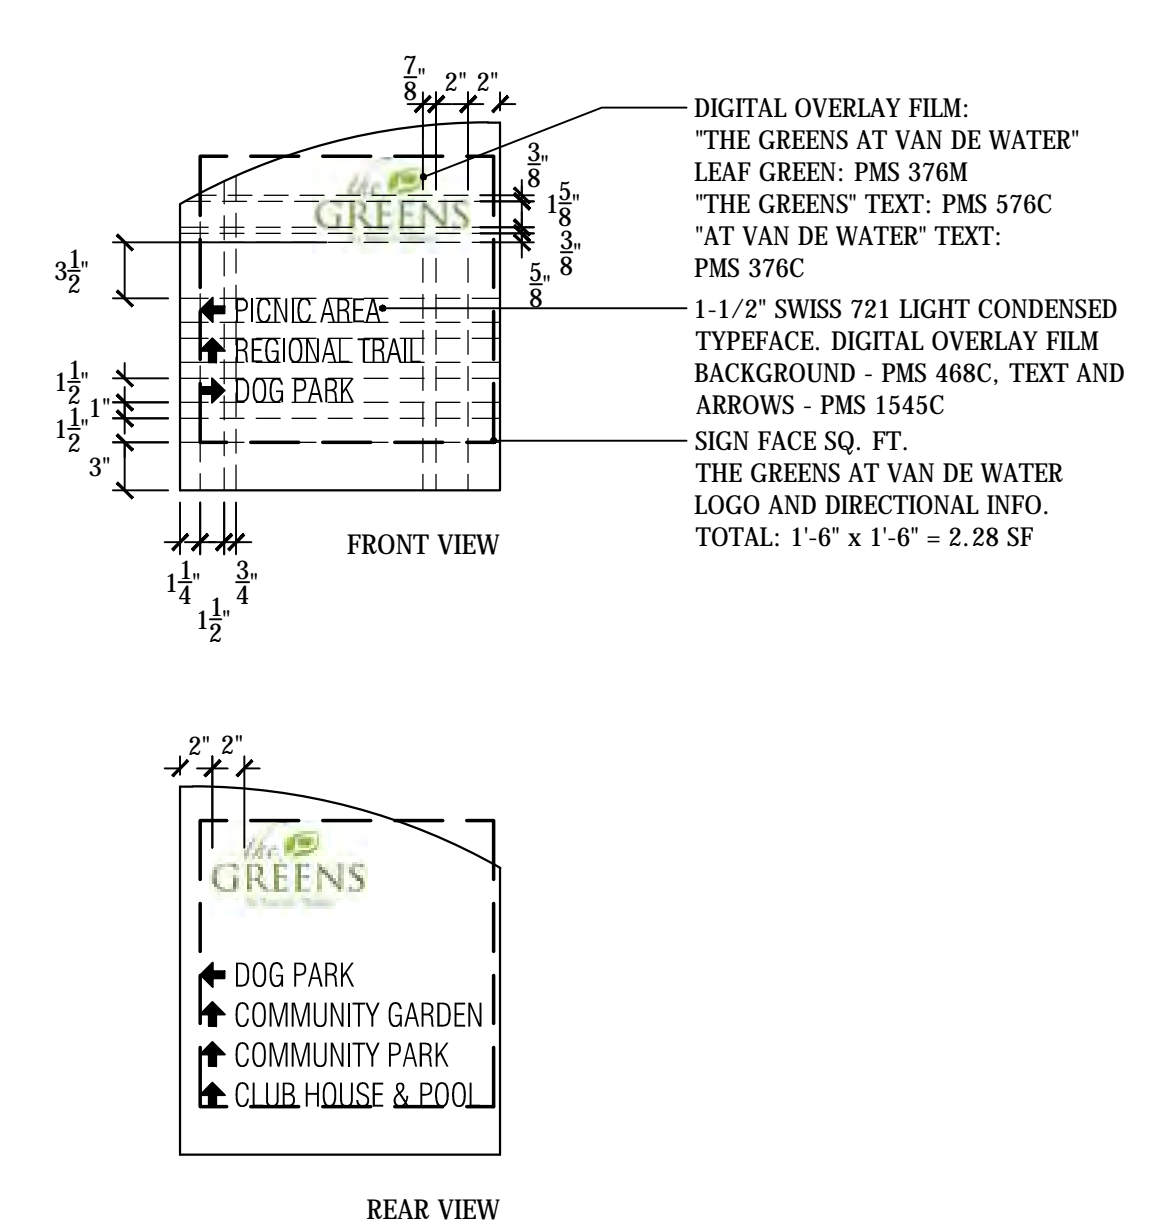 7/8" 2" 2"
DIGITAL OVERLAY FILM:
"THE GREENS AT VAN DE WATER"
LEAF GREEN: PMS 376M
"THE GREENS" TEXT: PMS 576C
"AT VAN DE WATER" TEXT:
PMS 376C
3/8"
1 5/8"
3/8"
5/8"
the
GREENS
3 1/2"
PICNIC AREA
REGIONAL TRAIL
DOG PARK
1-1/2" SWISS 721 LIGHT CONDENSED
TYPEFACE. DIGITAL OVERLAY FILM
BACKGROUND - PMS 468C, TEXT AND
ARROWS - PMS 1545C
1 1/2"
1"
1 1/2"
3"
SIGN FACE SQ. FT.
THE GREENS AT VAN DE WATER
LOGO AND DIRECTIONAL INFO.
TOTAL: 1'-6" x 1'-6" = 2.28 SF
FRONT VIEW
1 1/4" 3/4"
1 1/2"
2" 2"
the
GREENS
DOG PARK
COMMUNITY GARDEN
COMMUNITY PARK
CLUB HOUSE & POOL
REAR VIEW